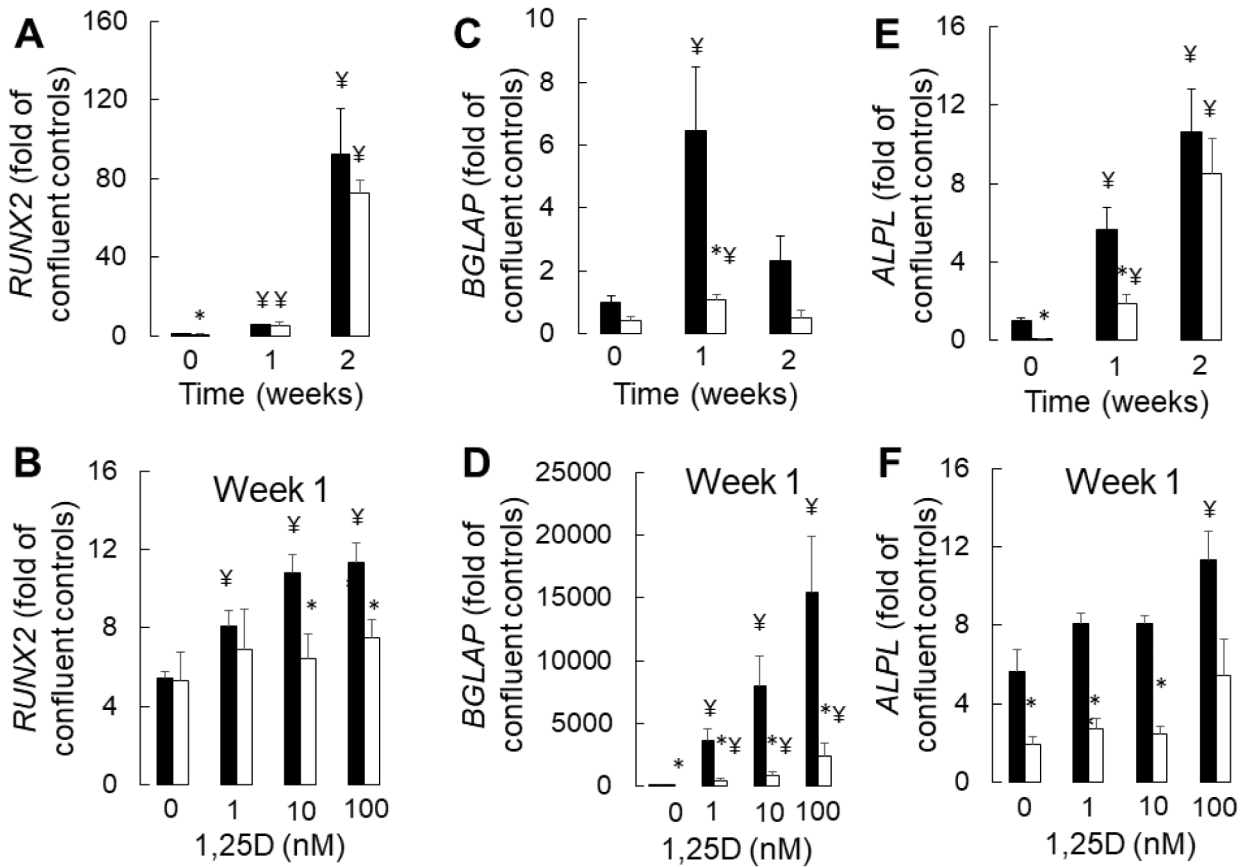 A
RUNX2 (fold of
confluent controls)
160
120
80
40
0
*
¥ ¥
¥
¥
0 1 2
Time (weeks)
C
BGLAP (fold of
confluent controls)
10
8
6
4
2
0
¥
*¥
0 1 2
Time (weeks)
E
ALPL (fold of
confluent controls)
16
12
8
4
0
*
¥
*¥
¥
¥
0 1 2
Time (weeks)
B
Week 1
RUNX2 (fold of
confluent controls)
16
12
8
4
0
¥
¥
*
¥
*
0 1 10 100
1,25D (nM)
D
Week 1
BGLAP (fold of
confluent controls)
25000
20000
15000
10000
5000
0
*
¥
*¥
¥
*¥
¥
*¥
0 1 10 100
1,25D (nM)
F
Week 1
ALPL (fold of
confluent controls)
16
12
8
4
0
*
*
*
¥
0 1 10 100
1,25D (nM)